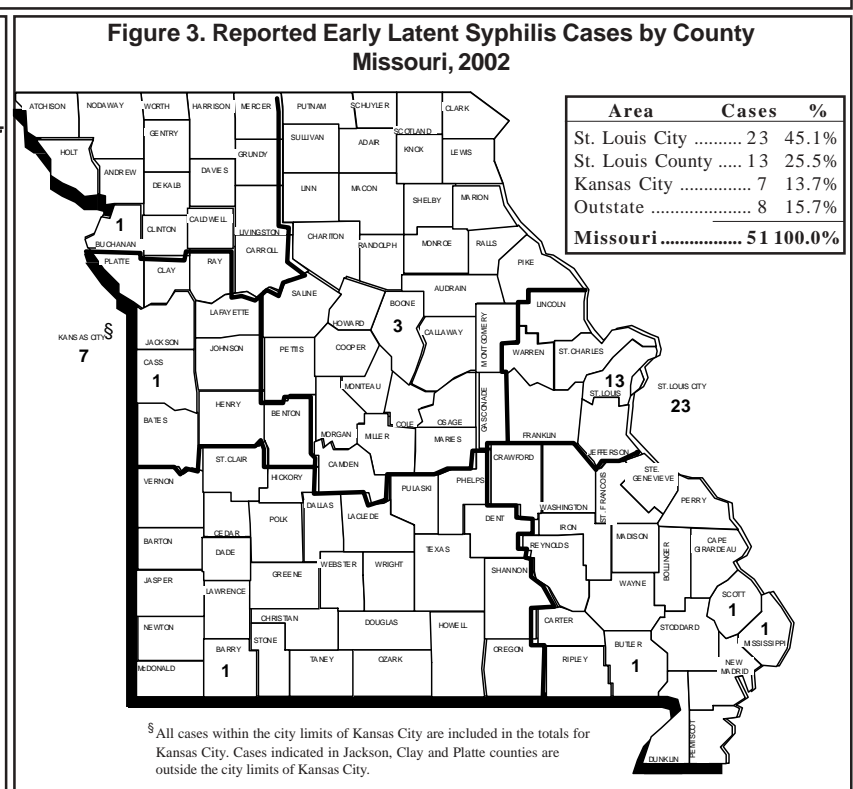 Figure 3. Reported Early Latent Syphilis Cases by County
Missouri, 2002
Area Cases %
St. Louis City .......... 23 45.1%
St. Louis County ..... 13 25.5%
Kansas City ............... 7 13.7%
Outstate ..................... 8 15.7%
Missouri................. 51 100.0%
ATCHISON NODAWAY WORTH HARRISON MERCER PUTNAM SCHUYLER SCOTLAND CLARK
HOLT GENTRY SULLIVAN ADAIR KNOX LEWIS
ANDREW DEKALB DAVIES GRUNDY LINN MACON SHELBY MARION
1
BUCHANAN CLINTON CALDWELL LIVINGSTON CARROLL CHARITON RANDOLPH MONROE RALLS PIKE
PLATTE CLAY RAY SALINE HOWARD BOONE AUDRAIN LINCOLN
3
KANSAS CITY§
7
LAFAYETTE CALLAWAY MONTGOMERY WARREN ST. CHARLES
JACKSON JOHNSON PETTIS COOPER
CASS
1
MONITEAU
13
ST. LOUIS
ST. LOUIS CITY
23
BATES HENRY BENTON MORGAN MILLER COLE OSAGE GASCONADE FRANKLIN JEFFERSON
MARIES
ST. CLAIR CAMDEN CRAWFORD STE.
GENEVIEVE
VERNON HICKORY PULASKI PHELPS WASHINGTON ST. FRANCOIS PERRY
DALLAS LACLEDE DENT IRON
BARTON CEDAR POLK TEXAS REYNOLDS MADISON BOLLINGER CAPE
GIRARDEAU
DADE
JASPER GREENE WEBSTER WRIGHT SHANNON WAYNE SCOTT
1
LAWRENCE
NEWTON CHRISTIAN DOUGLAS HOWELL CARTER STODDARD
1
MISSISSIPPI
BARRY
1
STONE
BUTLER
1
McDONALD TANEY OZARK OREGON RIPLEY NEW
MADRID
PEMISCOT
DUNKLIN
§ All cases within the city limits of Kansas City are included in the totals for
Kansas City. Cases indicated in Jackson, Clay and Platte counties are
outside the city limits of Kansas City.